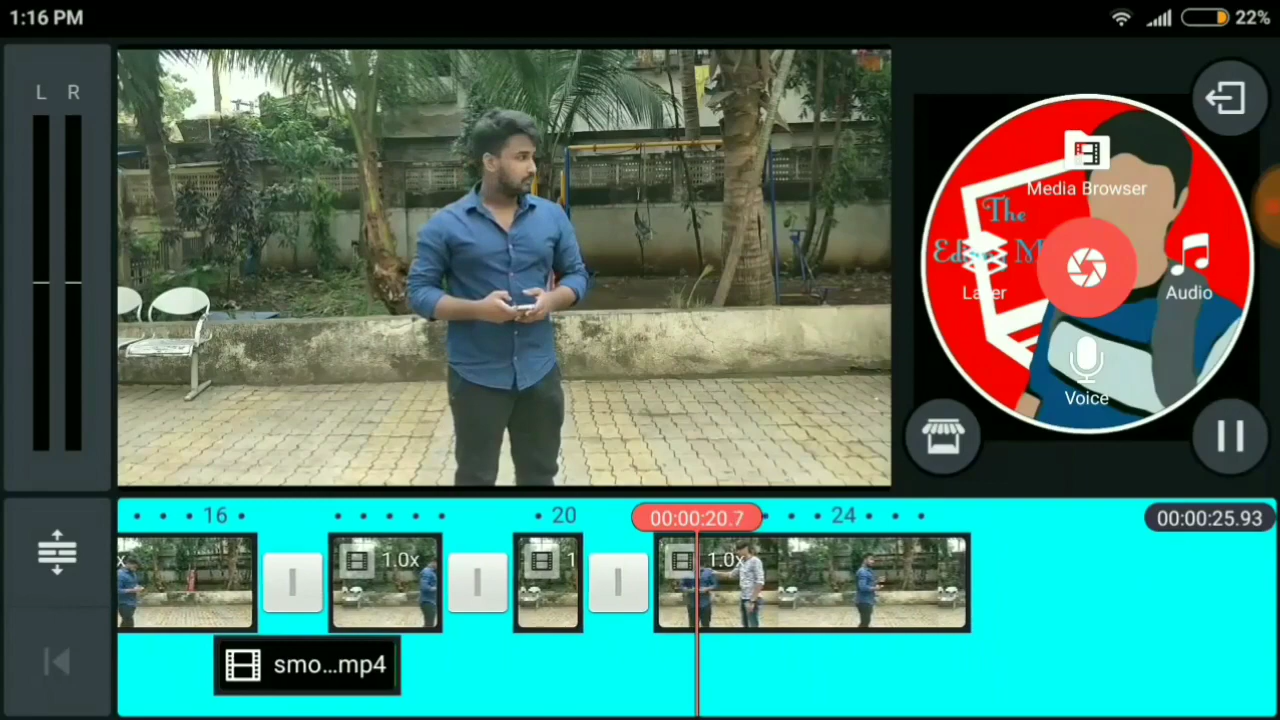 1:16 PM
22%
L R
Media Browser
The
Layer
Audio
Voice
16
20
00:00:20.7
24
00:00:25.93
x
1.0x
1
1.0x
smo...mp4